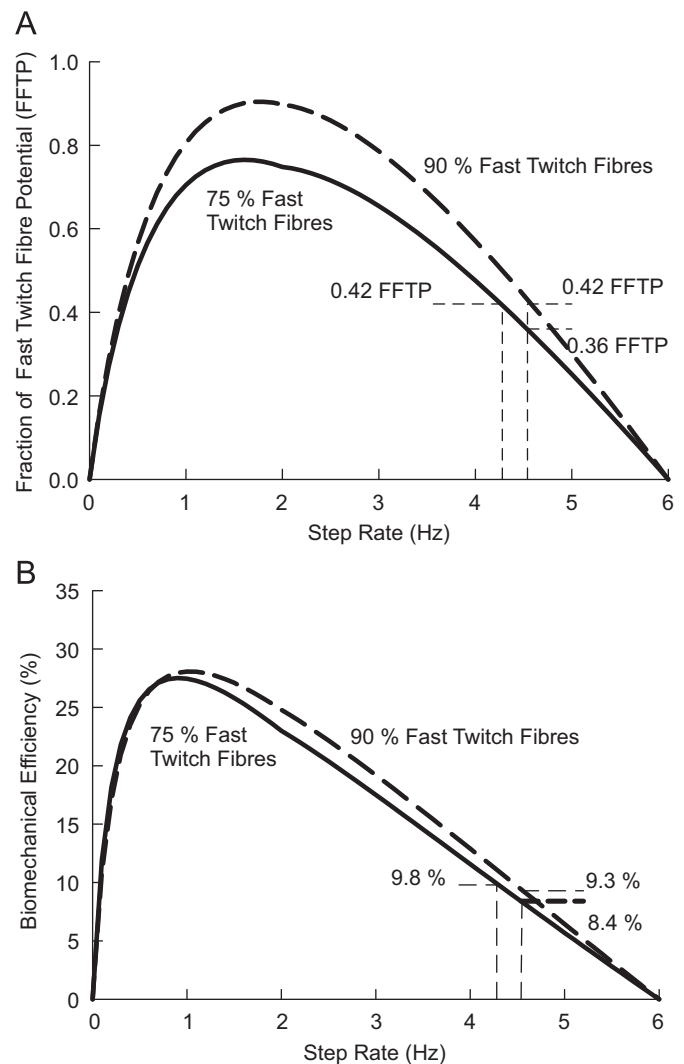 A
Fraction of Fast Twitch Fibre Potential (FFTP)
1.0
0.8
0.6
0.4
0.2
0.0
90 % Fast Twitch Fibres
75 % Fast
Twitch Fibres
0.42 FFTP
0.42 FFTP
0.36 FFTP
0 1 2 3 4 5 6
Step Rate (Hz)
B
Biomechanical Efficiency (%)
35
30
25
20
15
10
5
0
75 % Fast
Twitch Fibres
90 % Fast Twitch Fibres
9.8 %
9.3 %
8.4 %
0 1 2 3 4 5 6
Step Rate (Hz)